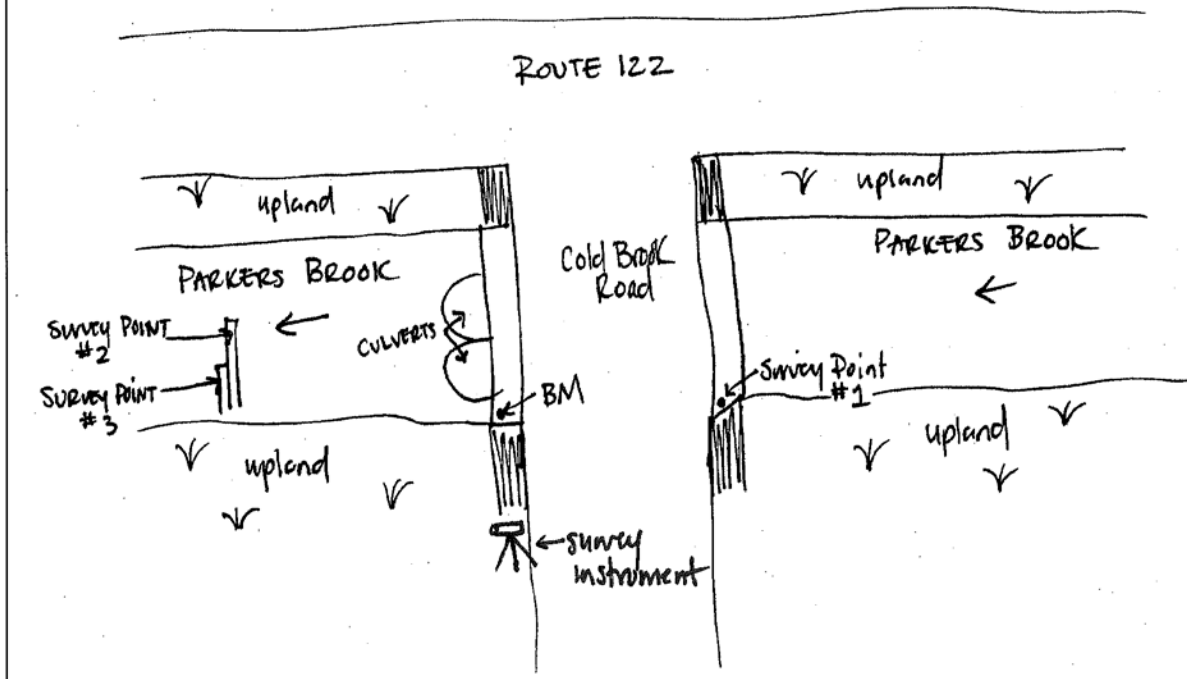 ROUTE 122
upland
upland
PARKERS BROOK
Cold Brook
Road
PARKERS BROOK
SURVEY POINT
#2
CULVERTS
SURVEY POINT
#3
BM
Survey Point
#1
upland
upland
survey
instrument